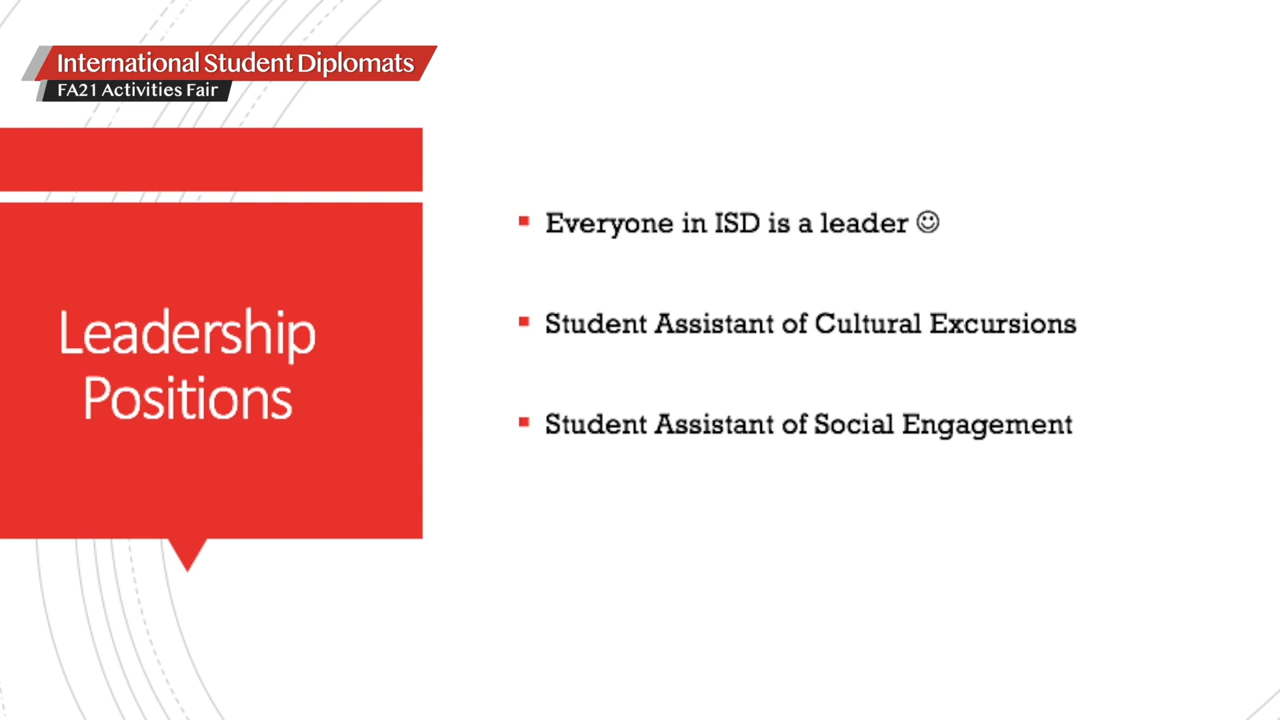 International Student Diplomats
FA21 Activities Fair
Leadership
Positions
Everyone in ISD is a leader ☺
Student Assistant of Cultural Excursions
Student Assistant of Social Engagement